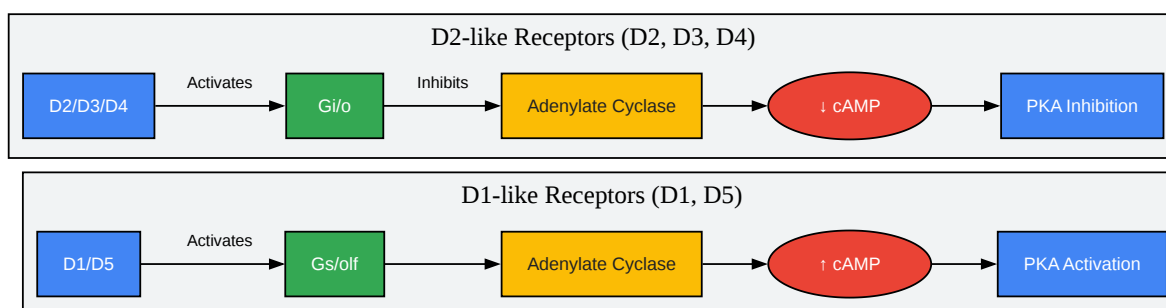 D2-like Receptors (D2, D3, D4)
D2/D3/D4
Activates
Gi/o
Inhibits
Adenylate Cyclase
↓ cAMP
PKA Inhibition
D1-like Receptors (D1, D5)
D1/D5
Activates
Gs/olf
Adenylate Cyclase
↑ cAMP
PKA Activation